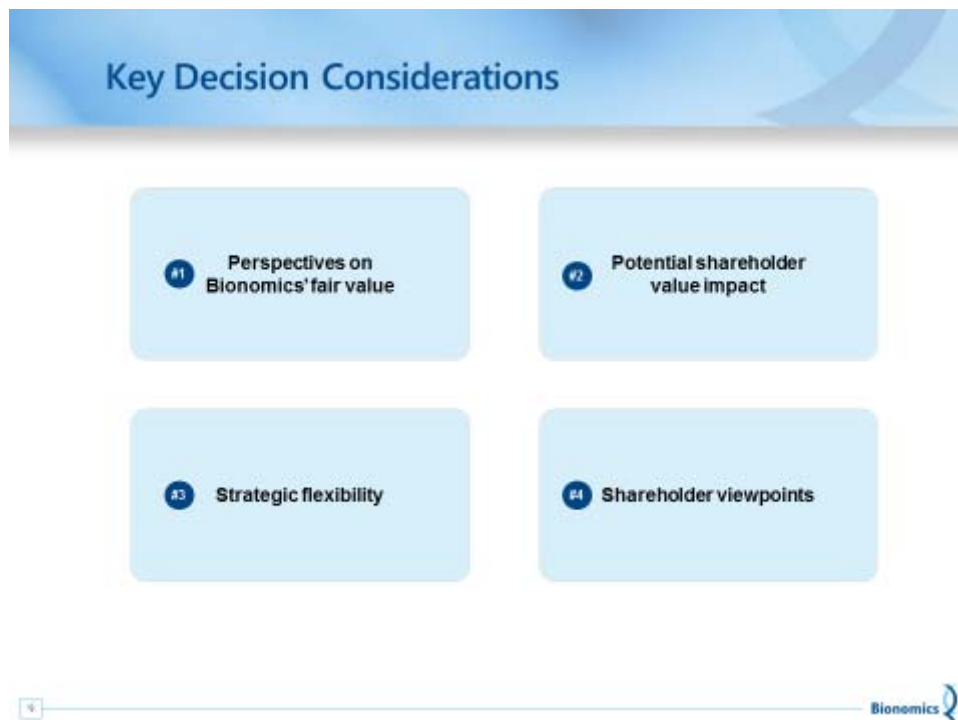 Key Decision Considerations
#1
Perspectives on
Bionomics' fair value
#2
Potential shareholder
value impact
#3
Strategic flexibility
#4
Shareholder viewpoints
Bionomics